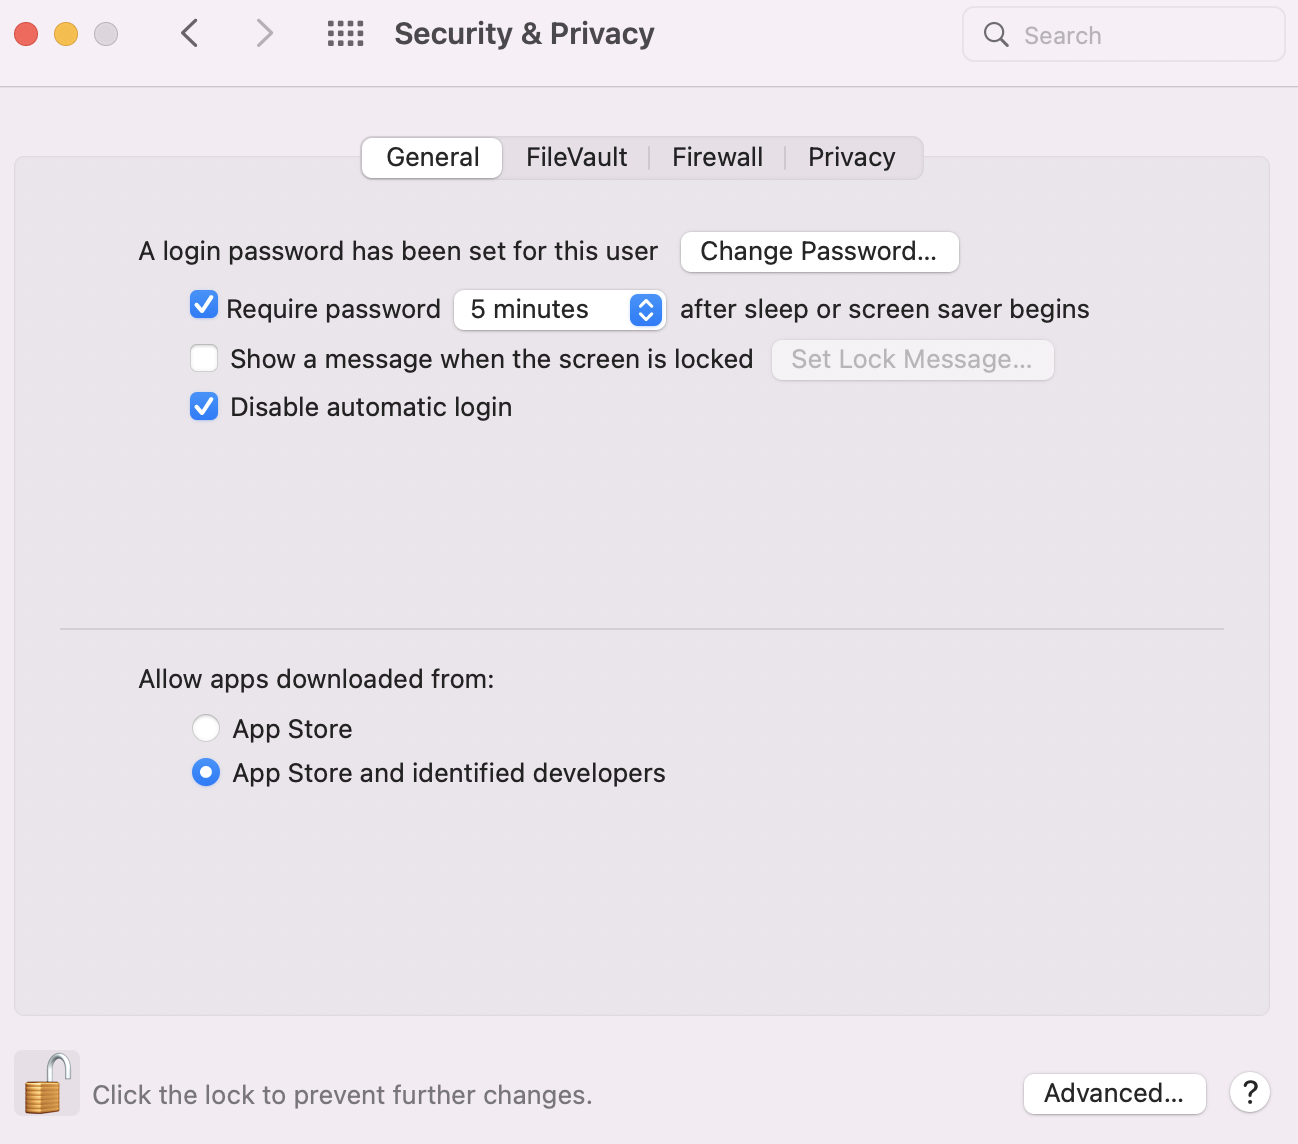 Security & Privacy
Search
General FileVault Firewall Privacy
A login password has been set for this user Change Password...
Require password 5 minutes after sleep or screen saver begins
Show a message when the screen is locked Set Lock Message...
Disable automatic login
Allow apps downloaded from:
App Store
App Store and identified developers
Click the lock to prevent further changes.
Advanced... ?